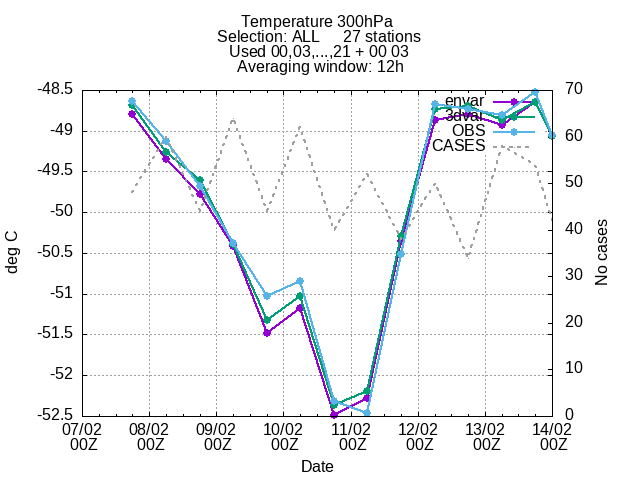 Temperature 300hPa
Selection: ALL 27 stations
Used 00,03,...,21 + 00 03
Averaging window: 12h
-48.5
-49
-49.5
-50
-50.5
-51
-51.5
-52
-52.5
deg C
70
60
50
40
30
20
10
0
No cases
envar
3dvar
OBS
CASES
07/02 08/02 09/02 10/02 11/02 12/02 13/02 14/02
00Z 00Z 00Z 00Z 00Z 00Z 00Z 00Z
Date